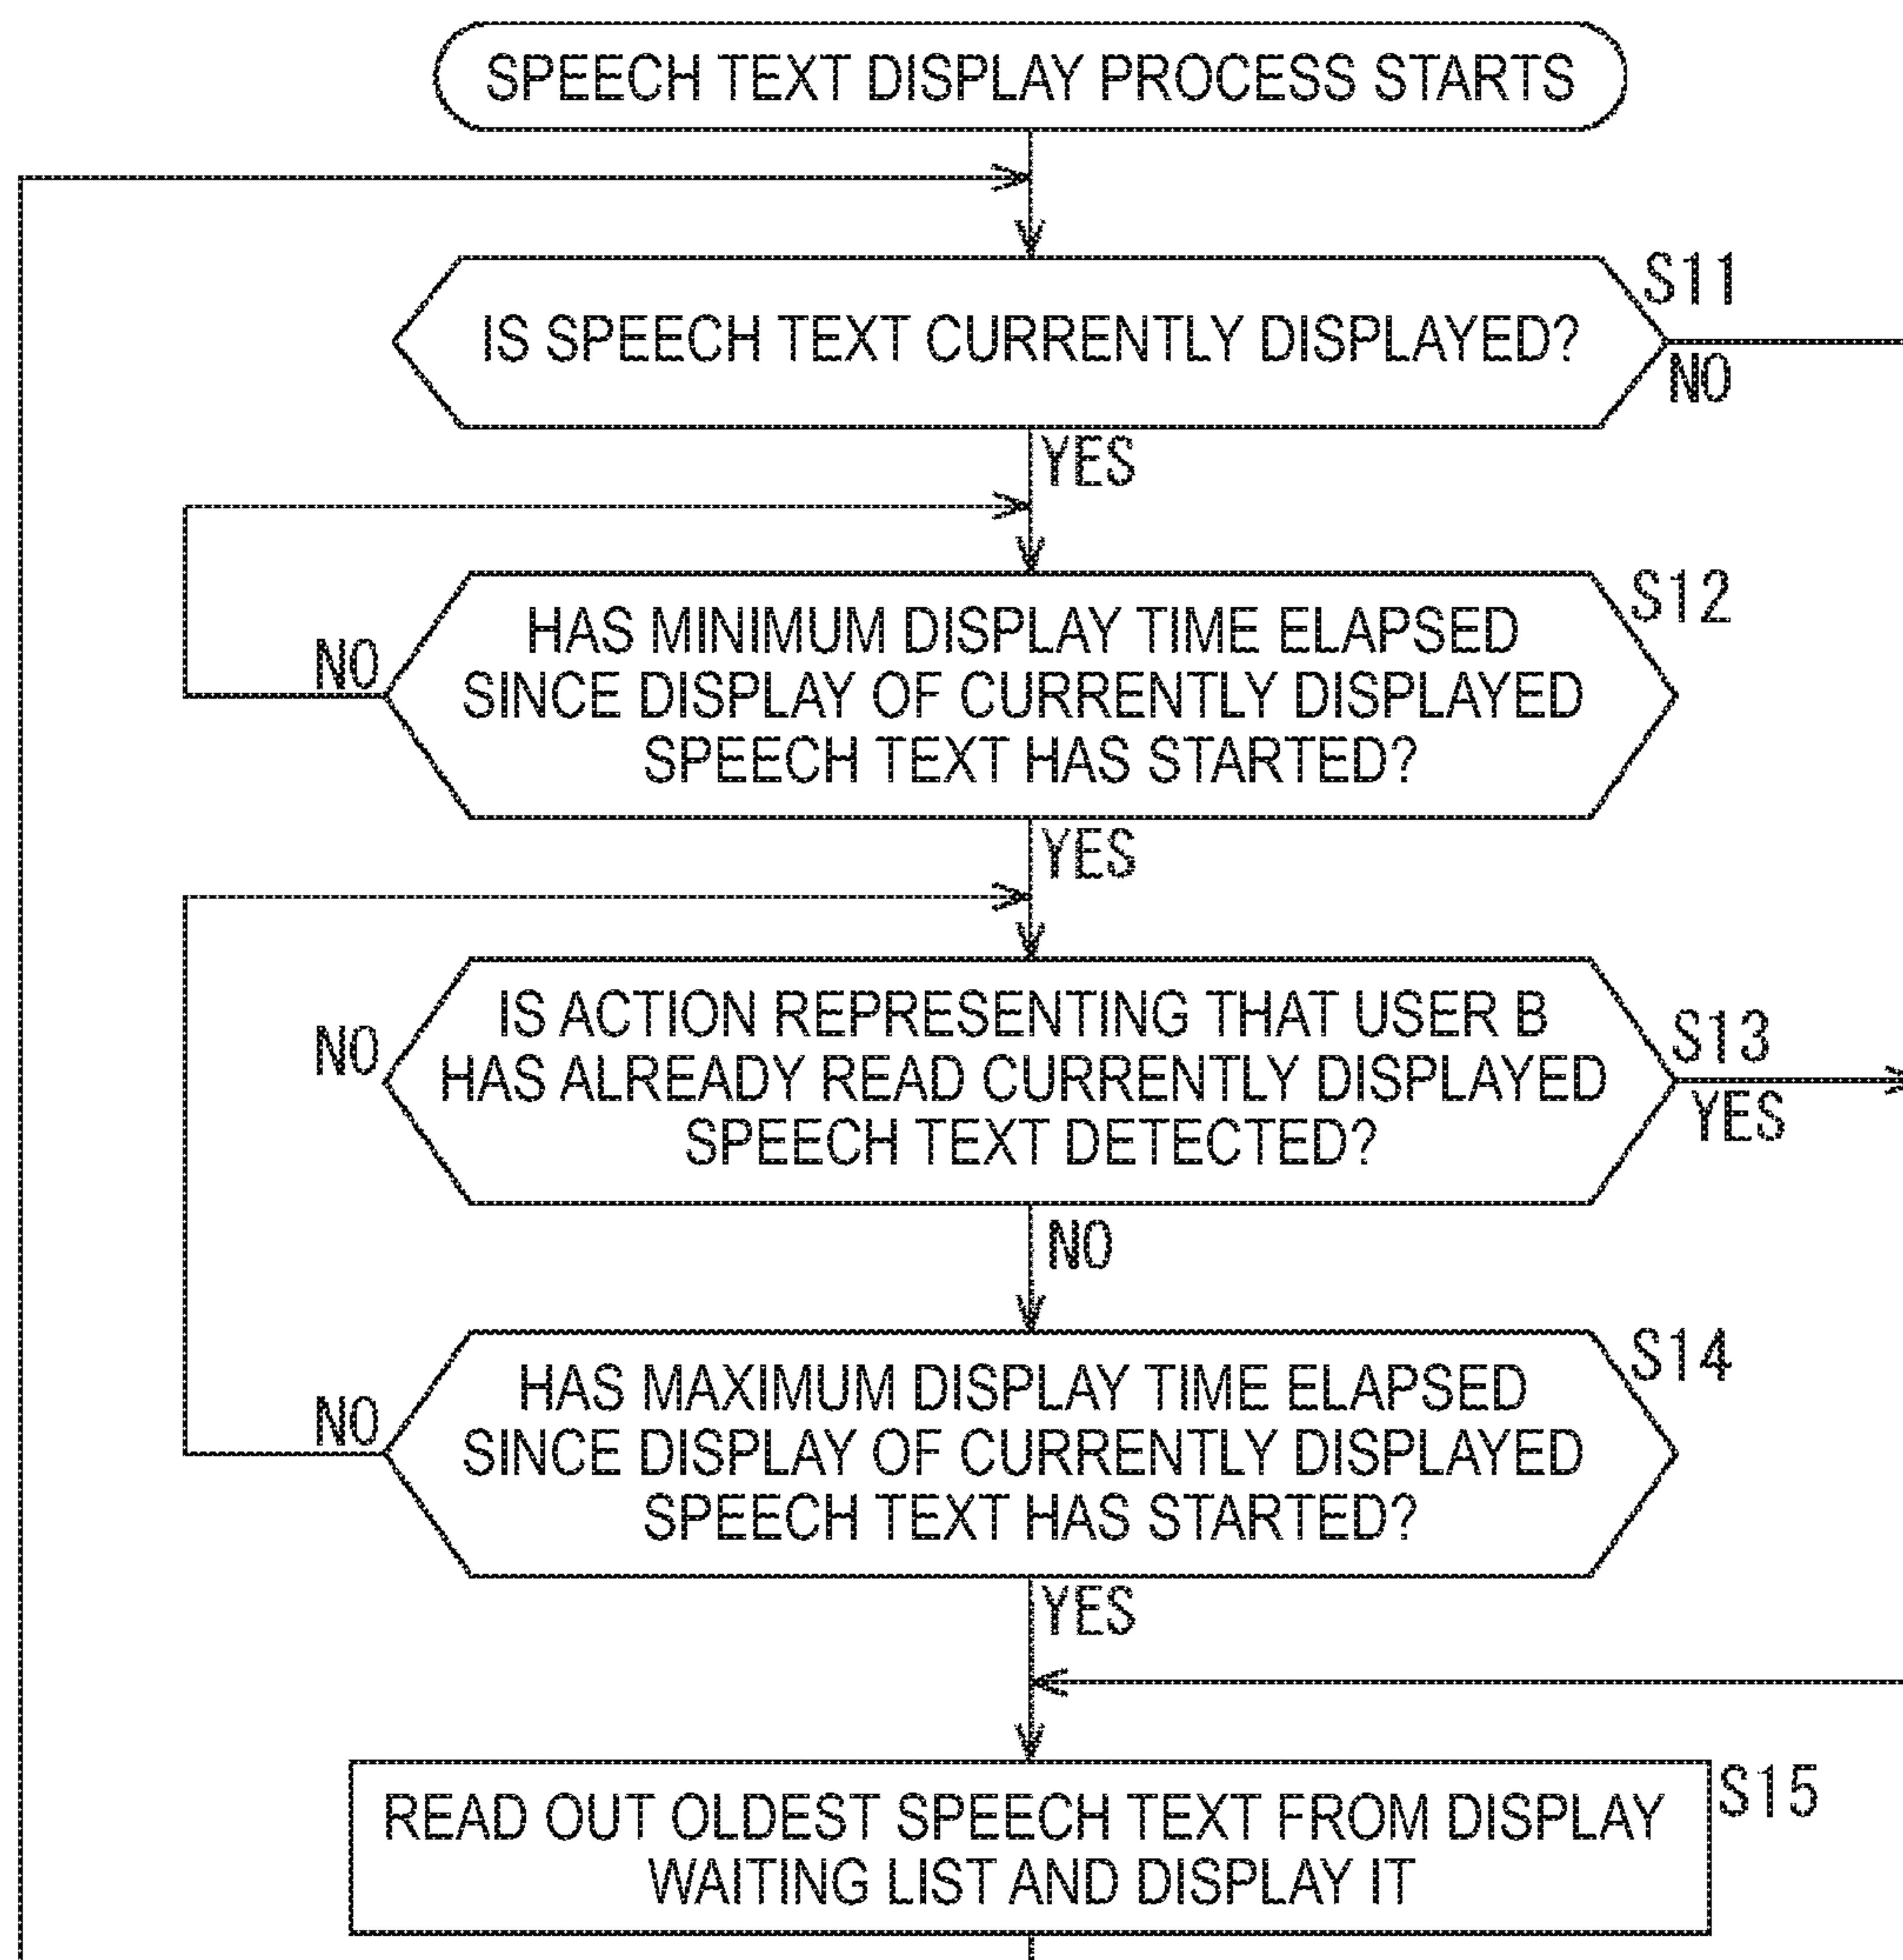 SPEECH TEXT DISPLAY PROCESS STARTS
S11
IS SPEECH TEXT CURRENTLY DISPLAYED?
NO
YES
S12
HAS MINIMUM DISPLAY TIME ELAPSED
NO
SINCE DISPLAY OF CURRENTLY DISPLAYED
SPEECH TEXT HAS STARTED?
YES
IS ACTION REPRESENTING THAT USER B
S13
NO
HAS ALREADY READ CURRENTLY DISPLAYED
YES
SPEECH TEXT DETECTED?
NO
S14
HAS MAXIMUM DISPLAY TIME ELAPSED
NO
SINCE DISPLAY OF CURRENTLY DISPLAYED
SPEECH TEXT HAS STARTED?
YES
S15
READ OUT OLDEST SPEECH TEXT FROM DISPLAY
WAITING LIST AND DISPLAY IT